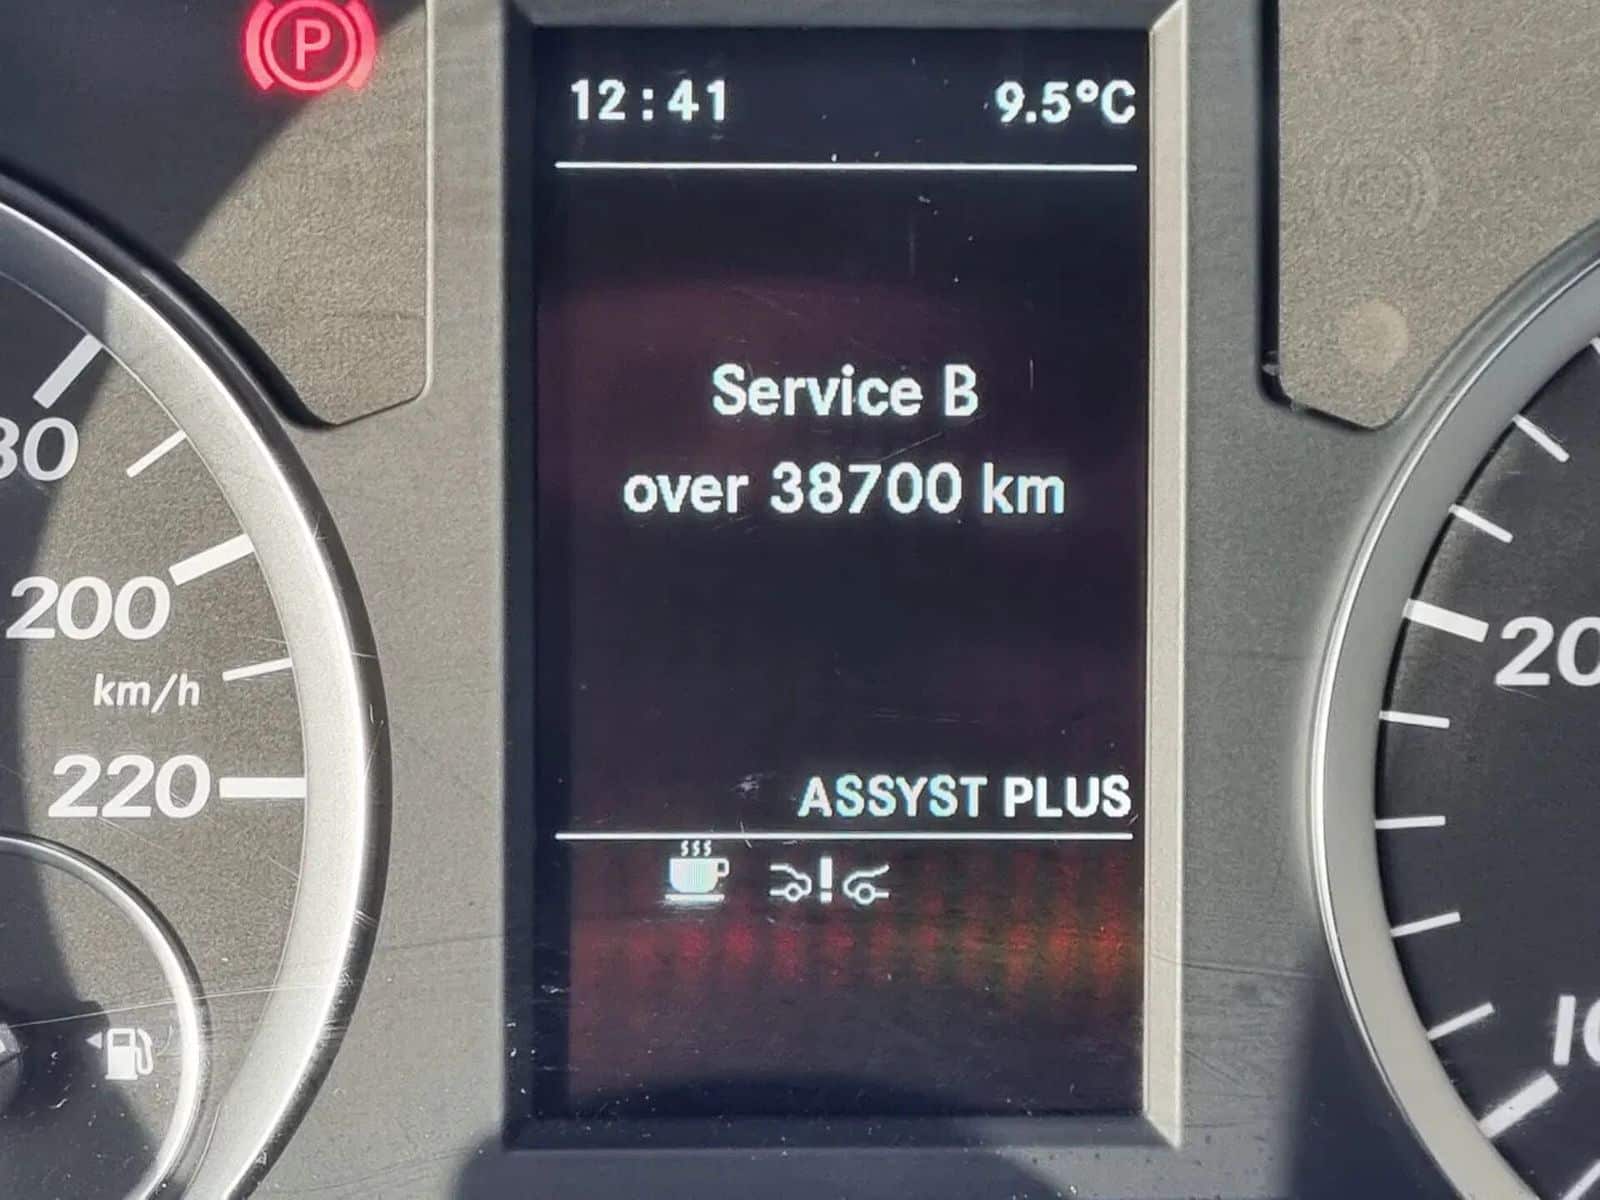 P
12:41 9.5°C
Service B
over 38700 km
200
km/h
220
ASSYST PLUS